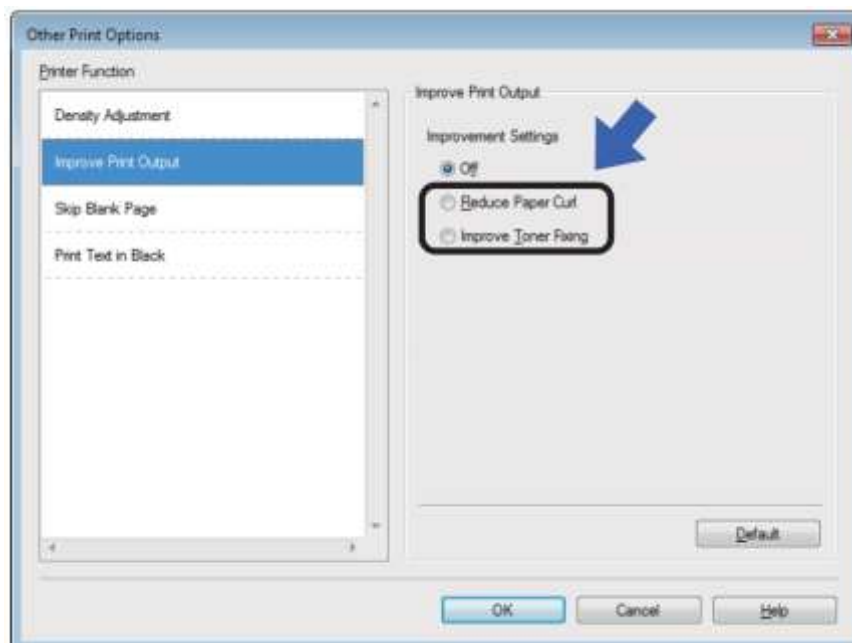 Other Print Options
Printer Function
Density Adjustment
Improve Print Output
Skip Blank Page
Print Text in Black
Improve Print Output
Improvement Settings
Off
Reduce Paper Curl
Improve Toner Fixing
Default
OK
Cancel
Help